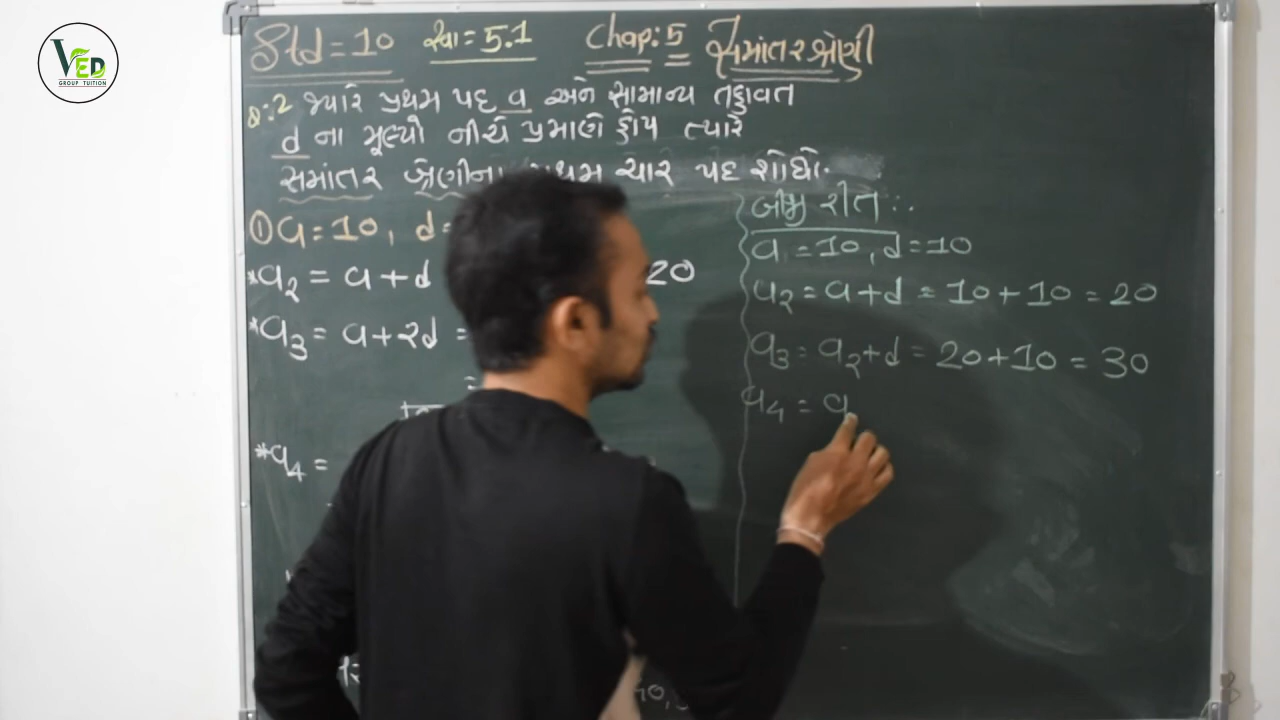 VED
GROUP TUITION
Std = 10 સ્વા = 5.1 Chap: 5 સમાંતર શ્રેણી
Q:2 જ્યારે પ્રથમ પદ a અને સામાન્ય તફાવત
d ના મૂલ્યો નીચે પ્રમાણે હોય ત્યારે
સમાંતર શ્રેણીના પ્રથમ ચાર પદ શોધો.
① a = 10, d =
*a2 = a + d 20
*a3 = a + 2d =
=
*a4 =
બીજી રીત :.
a = 10, d = 10
a2 = a + d = 10 + 10 = 20
a3 = a2 + d = 20 + 10 = 30
a4 = a